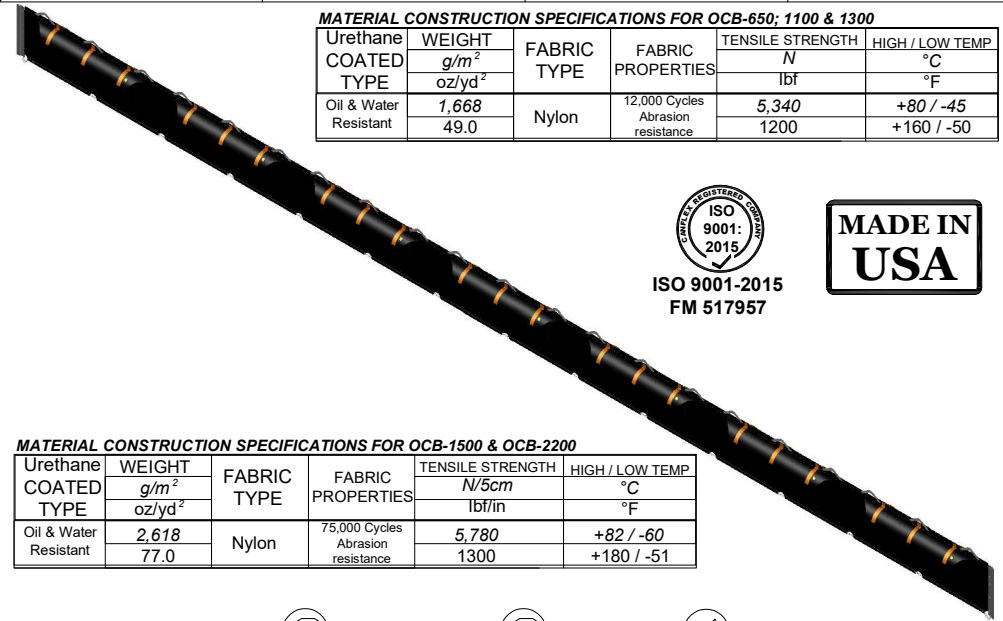 MATERIAL CONSTRUCTION SPECIFICATIONS FOR OCB-650; 1100 & 1300
Urethane COATED TYPE WEIGHT g/m² oz/yd² FABRIC TYPE FABRIC PROPERTIES TENSILE STRENGTH N lbf HIGH / LOW TEMP °C °F
Oil & Water Resistant 1,668 49.0 Nylon 12,000 Cycles Abrasion resistance 5,340 1200 +80 / -45 +160 / -50
CANFLEX REGISTERED COMPANY
ISO
9001:
2015
ISO 9001-2015
FM 517957
MADE IN
USA
MATERIAL CONSTRUCTION SPECIFICATIONS FOR OCB-1500 & OCB-2200
Urethane COATED TYPE WEIGHT g/m² oz/yd² FABRIC TYPE FABRIC PROPERTIES TENSILE STRENGTH N/5cm lbf/in HIGH / LOW TEMP °C °F
Oil & Water Resistant 2,618 77.0 Nylon 75,000 Cycles Abrasion resistance 5,780 1300 +82 / -60 +180 / -51